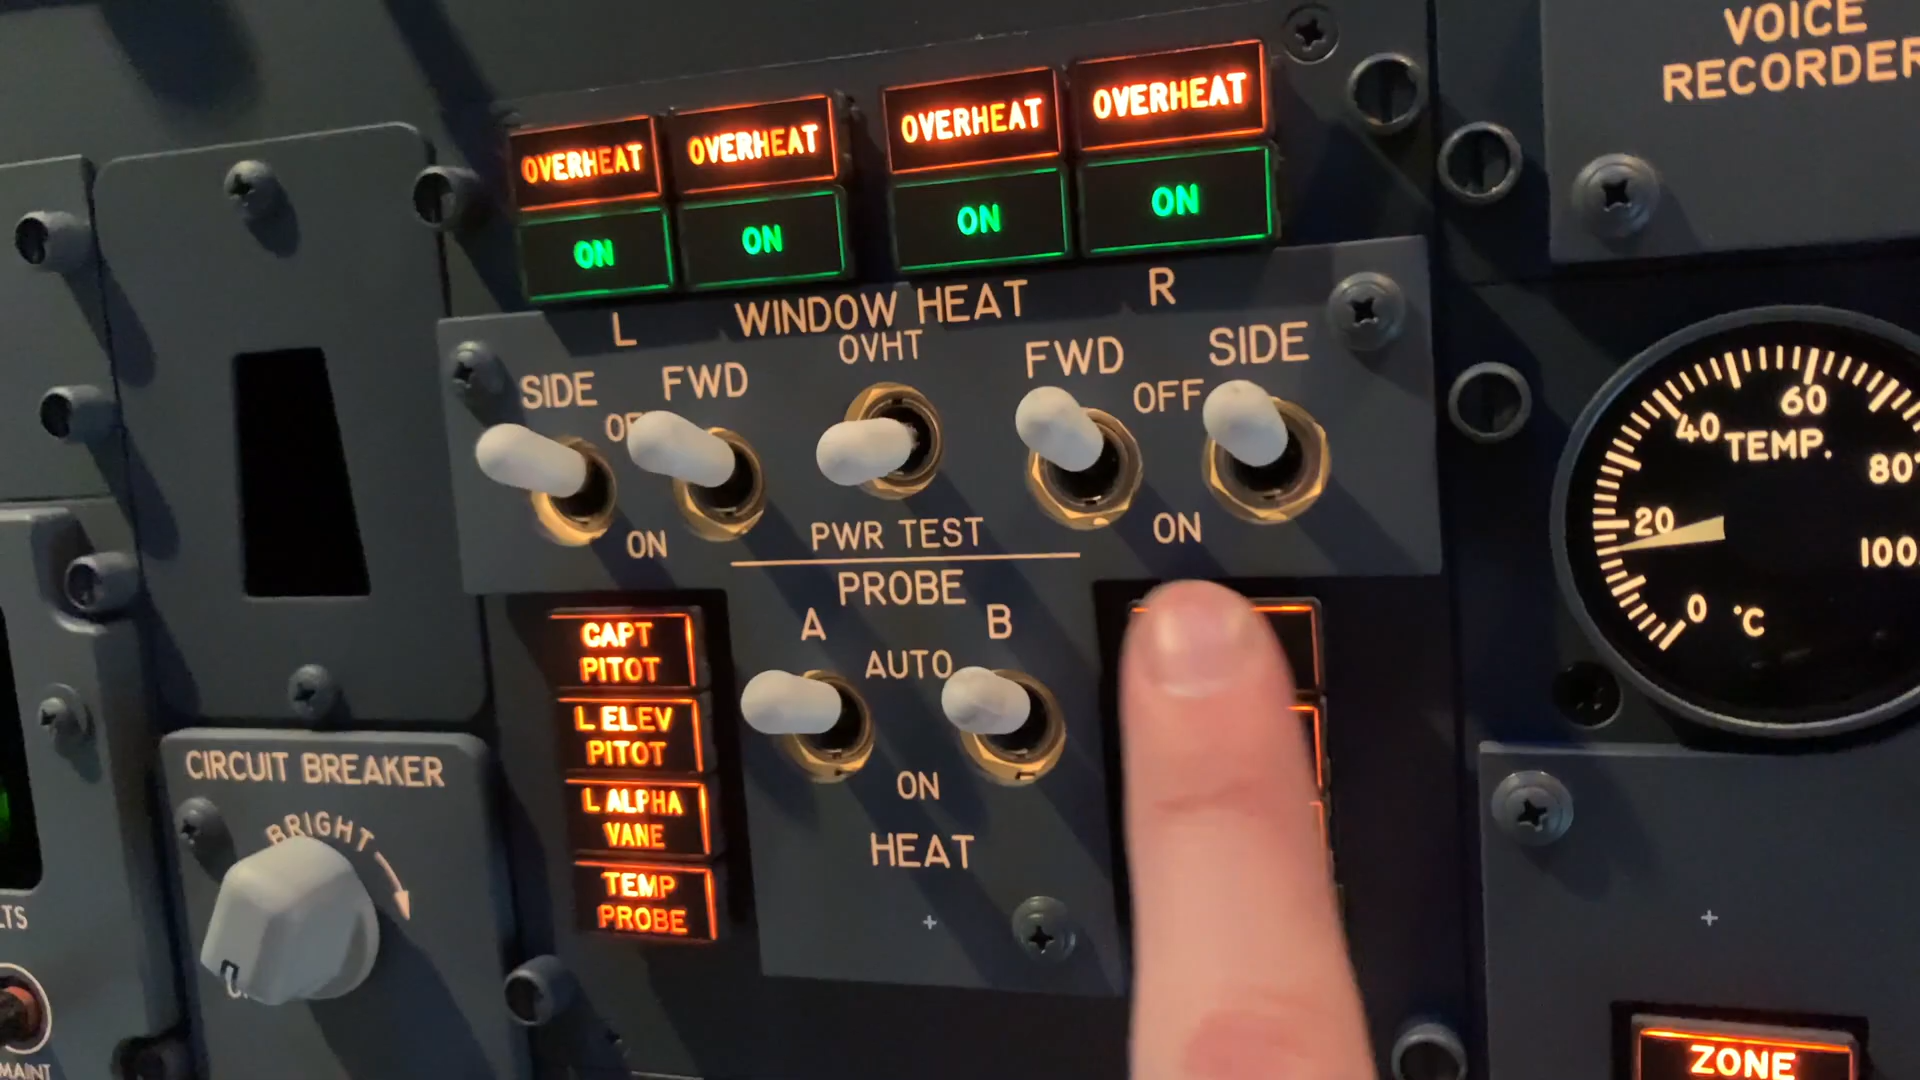 VOICE
RECORDER
OVERHEAT OVERHEAT OVERHEAT OVERHEAT
ON ON ON ON
L WINDOW HEAT R
OVHT
SIDE FWD FWD SIDE
OFF
ON PWR TEST ON
PROBE
A B
AUTO
ON
HEAT
CAPT
PITOT
L ELEV
PITOT
L ALPHA
VANE
TEMP
PROBE
CIRCUIT BREAKER
BRIGHT
40 60
TEMP.
80
20
100
0 °C
ZONE